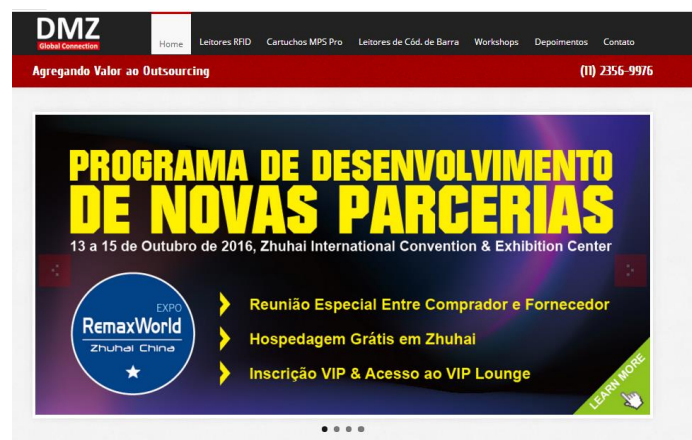 DMZ
Global Connection
Home Leitores RFID Cartuchos MPS Pro Leitores de Cód. de Barra Workshops Depoimentos Contato
Agregando Valor ao Outsourcing (11) 2356-9976
PROGRAMA DE DESENVOLVIMENTO
DE NOVAS PARCERIAS
13 a 15 de Outubro de 2016, Zhuhai International Convention & Exhibition Center
EXPO
RemaxWorld
Zhuhai China
Reunião Especial Entre Comprador e Fornecedor
Hospedagem Grátis em Zhuhai
Inscrição VIP & Acesso ao VIP Lounge
LEARN MORE